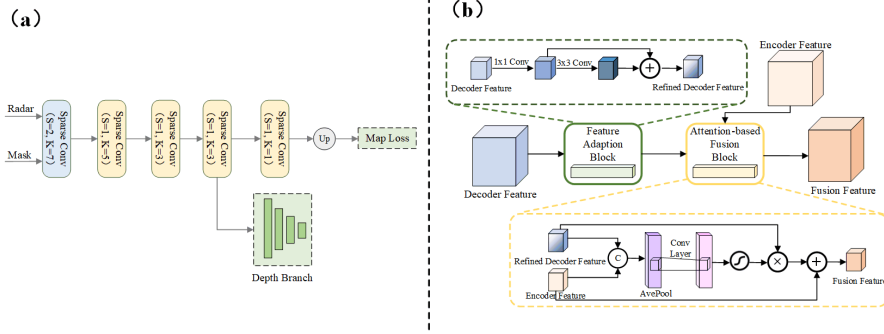 (a)
Radar
Mask
Sparse Conv
(S=2, K=7)
Sparse Conv
(S=1, K=5)
Sparse Conv
(S=1, K=3)
Sparse Conv
(S=1, K=3)
Sparse Conv
(S=1, K=1)
Up
Map Loss
Depth Branch
(b)
1x1 Conv
3x3 Conv
Decoder Feature
Refined Decoder Feature
Encoder Feature
Decoder Feature
Feature
Adaption
Block
Attention-based
Fusion
Block
Fusion Feature
Refined Decoder Feature
Encoder Feature
C
Conv
Layer
AvePool
Fusion Feature